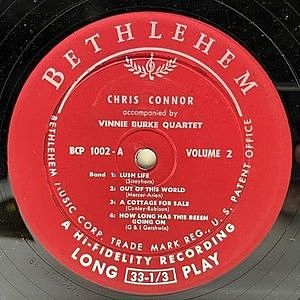 BETHLEHEM
CHRIS CONNOR
accompanied by
VINNIE BURKE QUARTET
BCP 1002-A VOLUME 2
Band 1: LUSH LIFE
(Strayhorn)
2: OUT OF THIS WORLD
(Mercer-Arlen)
3: A COTTAGE FOR SALE
(Conley-Robison)
4: HOW LONG HAS THIS BEEEN
GOING ON
(G & I Gershwin)
BETHLEHEM MUSIC CORP. TRADE MARK REG., U.S. PATENT OFFICE
A HI-FIDELITY RECORDING
LONG 33-1/3 PLAY